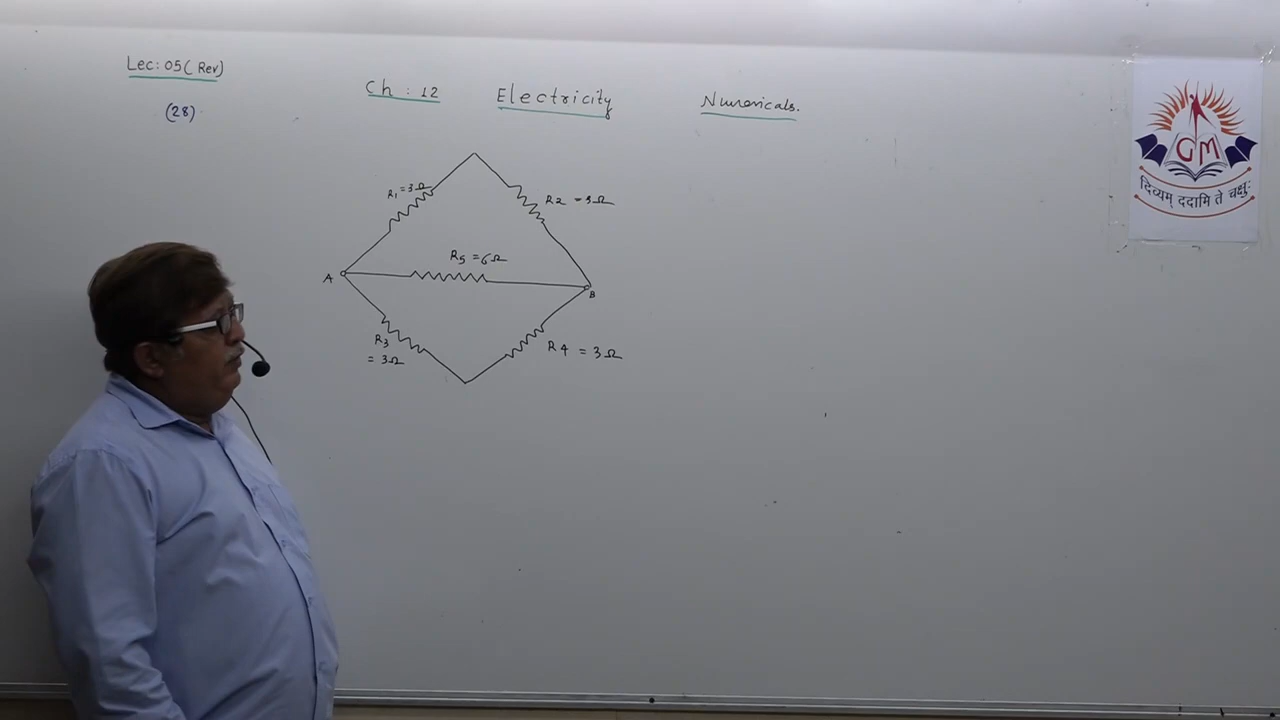 Lec: 05 (Rev)
Ch : 12 Electricity Numericals.
(28)
R1 = 3Ω
R2 = 3Ω
R5 = 6Ω
A
B
R3
= 3Ω
R4 = 3Ω
GM
दिव्यम् ददामि ते चक्षुः